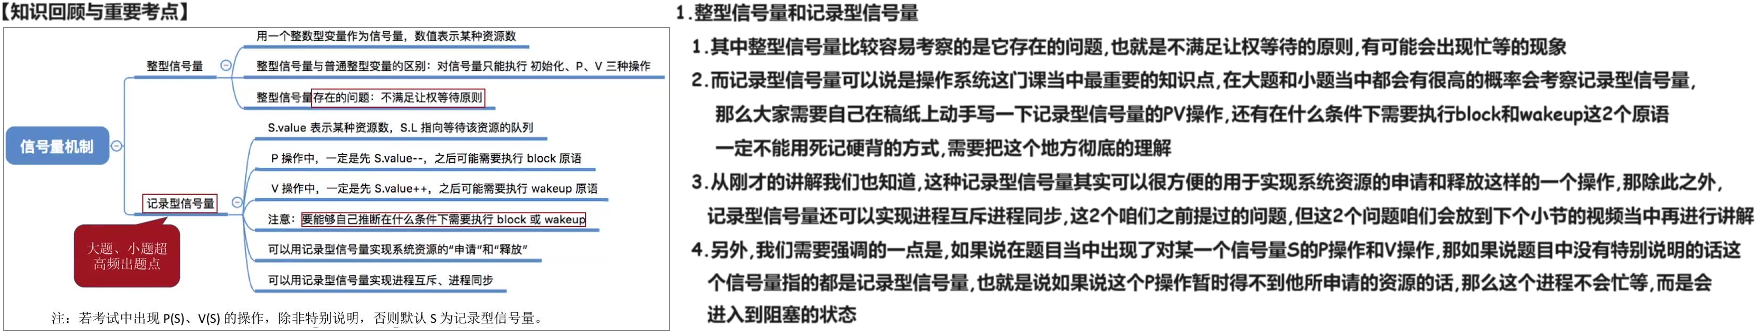 【知识回顾与重要考点】
用一个整数型变量作为信号量，数值表示某种资源数
整型信号量
整型信号量与普通整型变量的区别：对信号量只能执行 初始化、P、V 三种操作
整型信号量存在的问题：不满足让权等待原则
信号量机制
S.value 表示某种资源数，S.L 指向等待该资源的队列
P 操作中，一定是先 S.value--，之后可能需要执行 block 原语
V 操作中，一定是先 S.value++，之后可能需要执行 wakeup 原语
记录型信号量
注意：要能够自己推断在什么条件下需要执行 block 或 wakeup
可以用记录型信号量实现系统资源的“申请”和“释放”
可以用记录型信号量实现进程互斥、进程同步
大题、小题超
高频出题点
注：若考试中出现 P(S)、V(S) 的操作，除非特别说明，否则默认 S 为记录型信号量。
1.整型信号量和记录型信号量
1.其中整型信号量比较容易考察的是它存在的问题,也就是不满足让权等待的原则,有可能会出现忙等的现象
2.而记录型信号量可以说是操作系统这门课当中最重要的知识点,在大题和小题当中都会有很高的概率会考察记录型信号量,
那么大家需要自己在稿纸上动手写一下记录型信号量的PV操作,还有在什么条件下需要执行block和wakeup这2个原语
一定不能用死记硬背的方式,需要把这个地方彻底的理解
3.从刚才的讲解我们也知道,这种记录型信号量其实可以很方便的用于实现系统资源的申请和释放这样的一个操作,那除此之外,
记录型信号量还可以实现进程互斥进程同步,这2个咱们之前提过的问题,但这2个问题咱们会放到下个小节的视频当中再进行讲解
4.另外,我们需要强调的一点是,如果说在题目当中出现了对某一个信号量S的P操作和V操作,那如果说题目中没有特别说明的话这
个信号量指的都是记录型信号量,也就是说如果说这个P操作暂时得不到他所申请的资源的话,那么这个进程不会忙等,而是会
进入到阻塞的状态